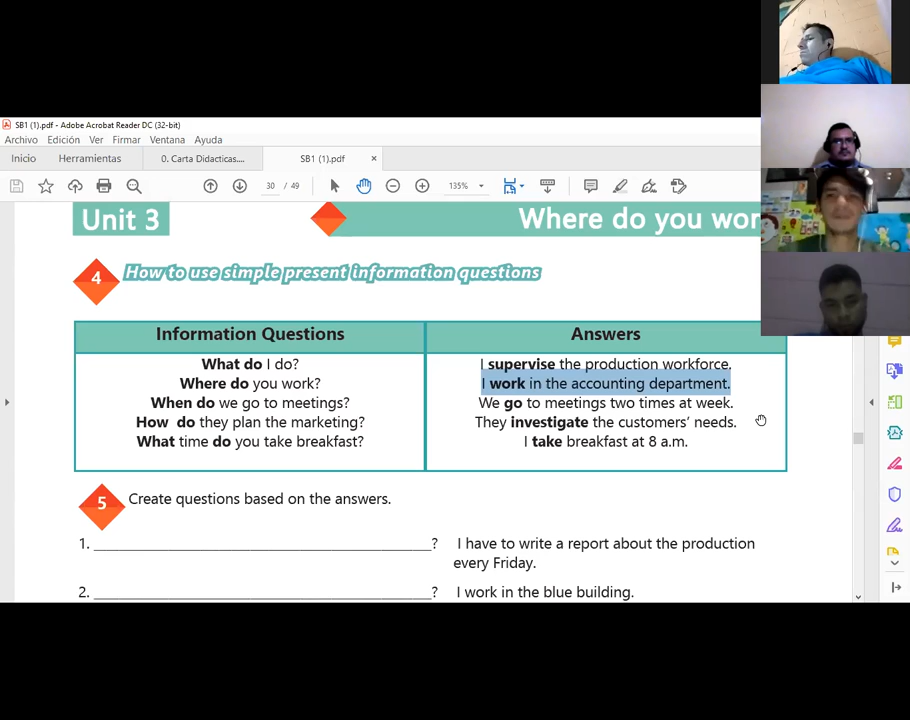 SB1 (1).pdf - Adobe Acrobat Reader DC (32-bit)
Archivo Edición Ver Firmar Ventana Ayuda
Inicio Herramientas 0. Carta Didacticas.... SB1 (1).pdf ×
30 / 49 135%
Unit 3 Where do you wor
4 How to use simple present information questions
Information Questions Answers
What do I do? I supervise the production workforce.
Where do you work? I work in the accounting department.
When do we go to meetings? We go to meetings two times at week.
How do they plan the marketing? They investigate the customers’ needs.
What time do you take breakfast? I take breakfast at 8 a.m.
5 Create questions based on the answers.
1. ________________________________________? I have to write a report about the production
every Friday.
2. ________________________________________? I work in the blue building.